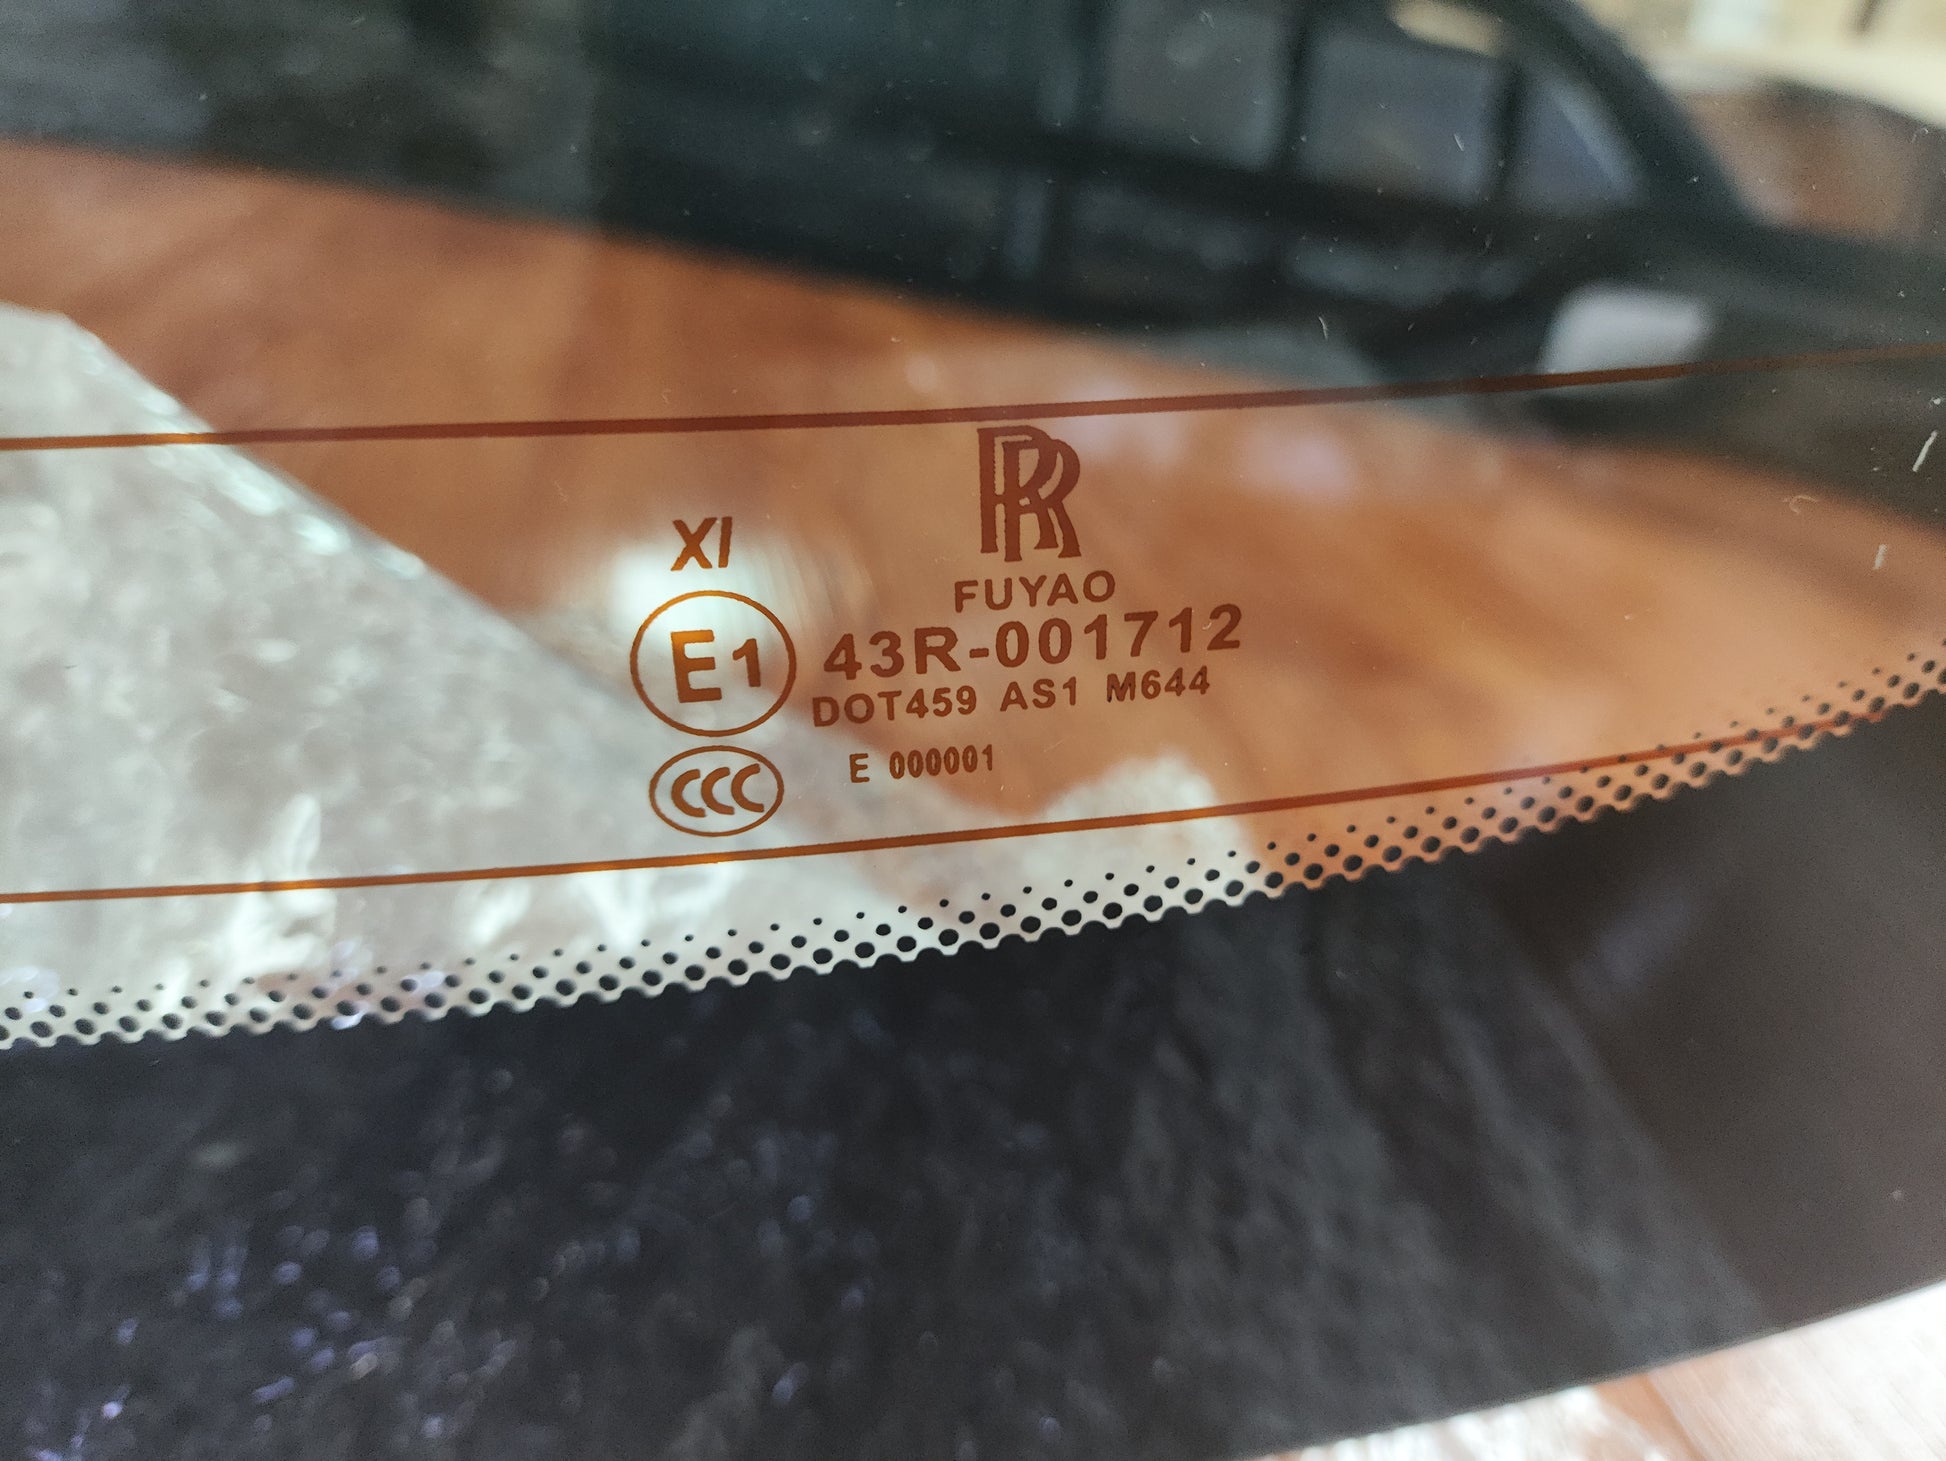 RR
XI
FUYAO
E1 43R-001712
DOT459 AS1 M644
CCC E 000001